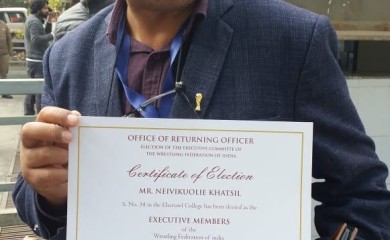 OFFICE OF RETURNING OFFICER
ELECTION OF THE EXECUTIVE COMMITTEE OF
THE WRESTLING FEDERATION OF INDIA
Certificate of Election
MR. NEIVIKUOLIE KHATSIL
S. No. 34 in the Electoral College has been elected as the
EXECUTIVE MEMBERS
of the
Wrestling Federation of india